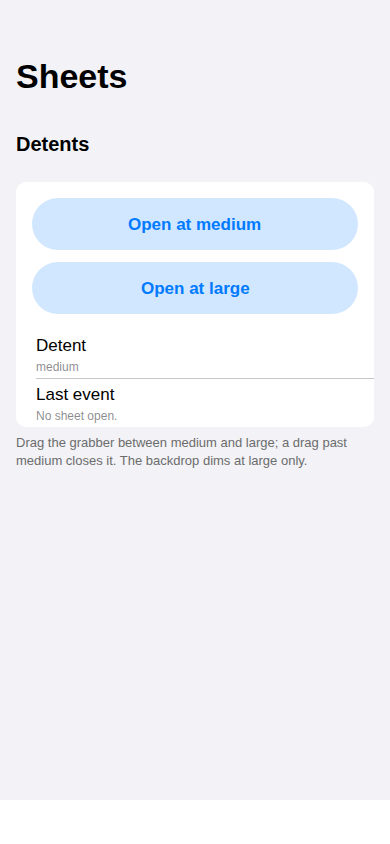 Sheets
Detents
Open at medium
Open at large
Detent
medium
Last event
No sheet open.
Drag the grabber between medium and large; a drag past
medium closes it. The backdrop dims at large only.